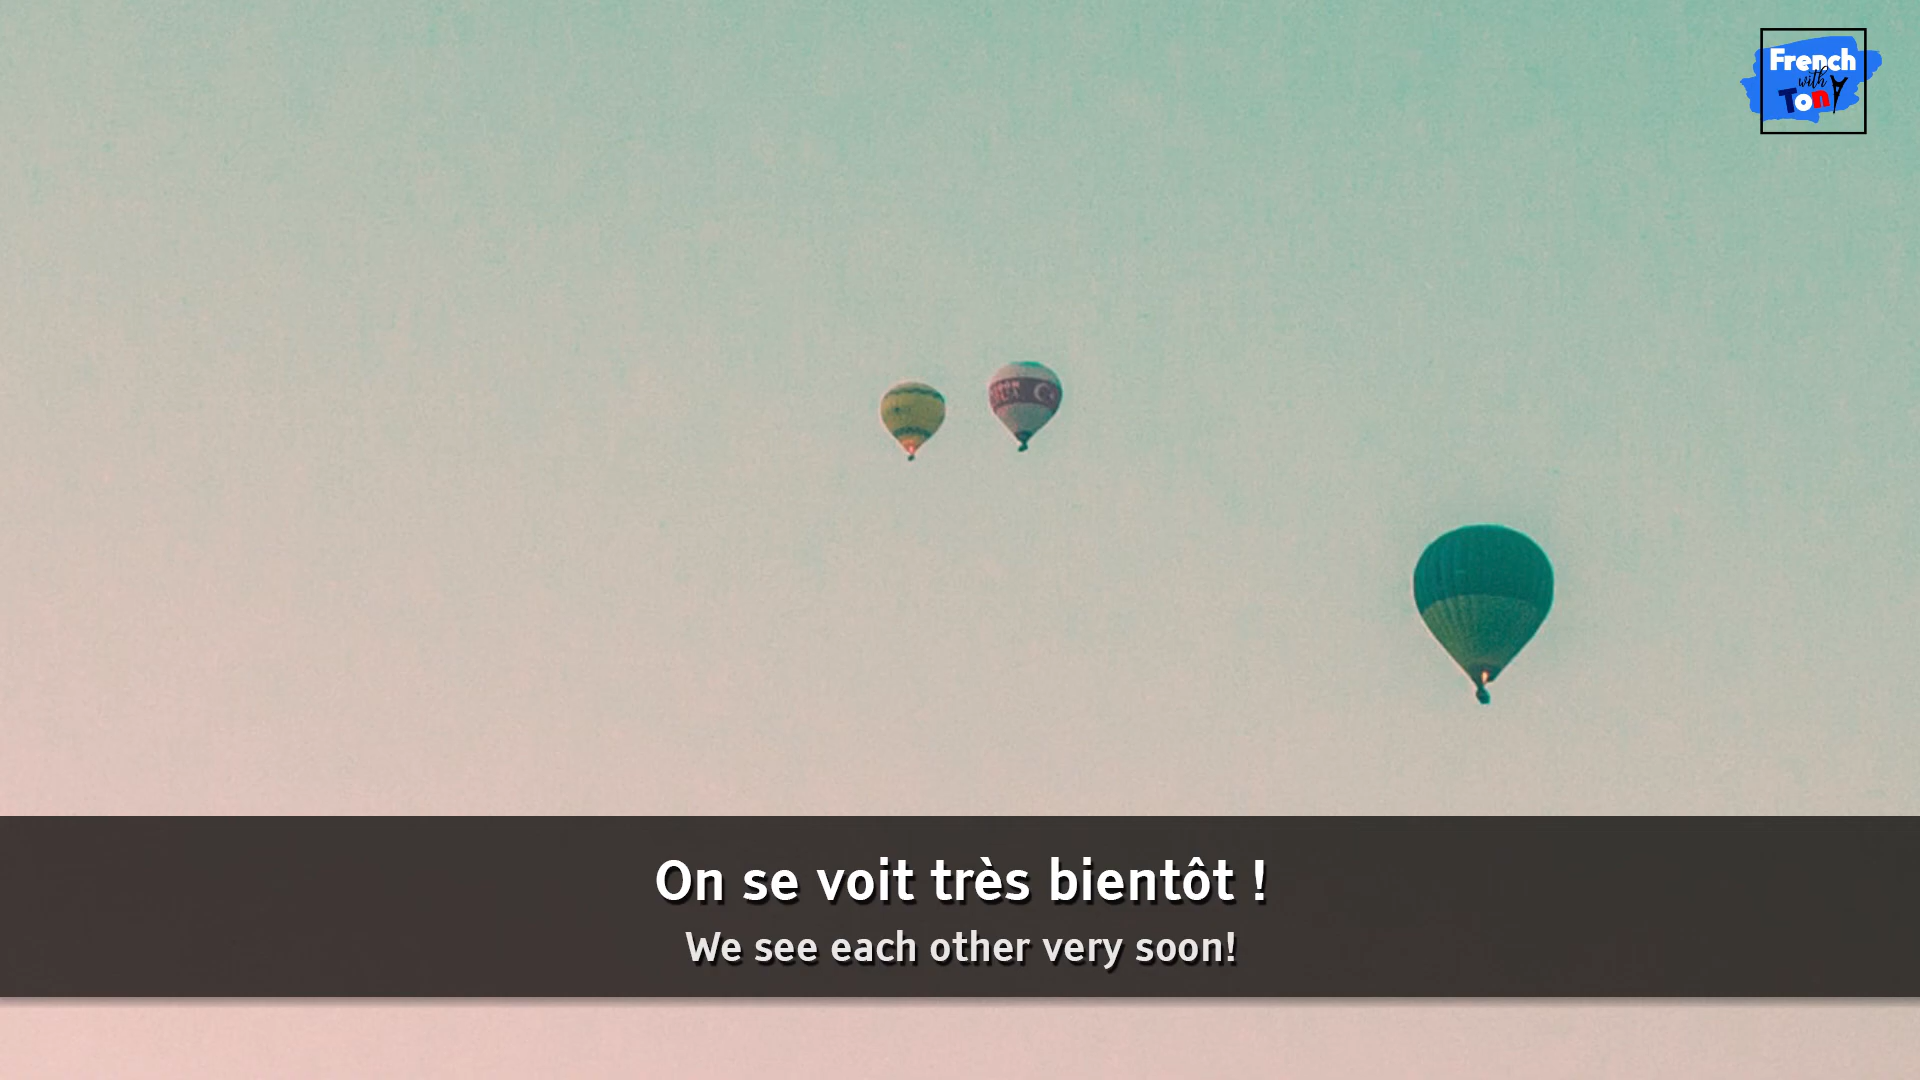 French
with
Tony
On se voit très bientôt !
We see each other very soon!